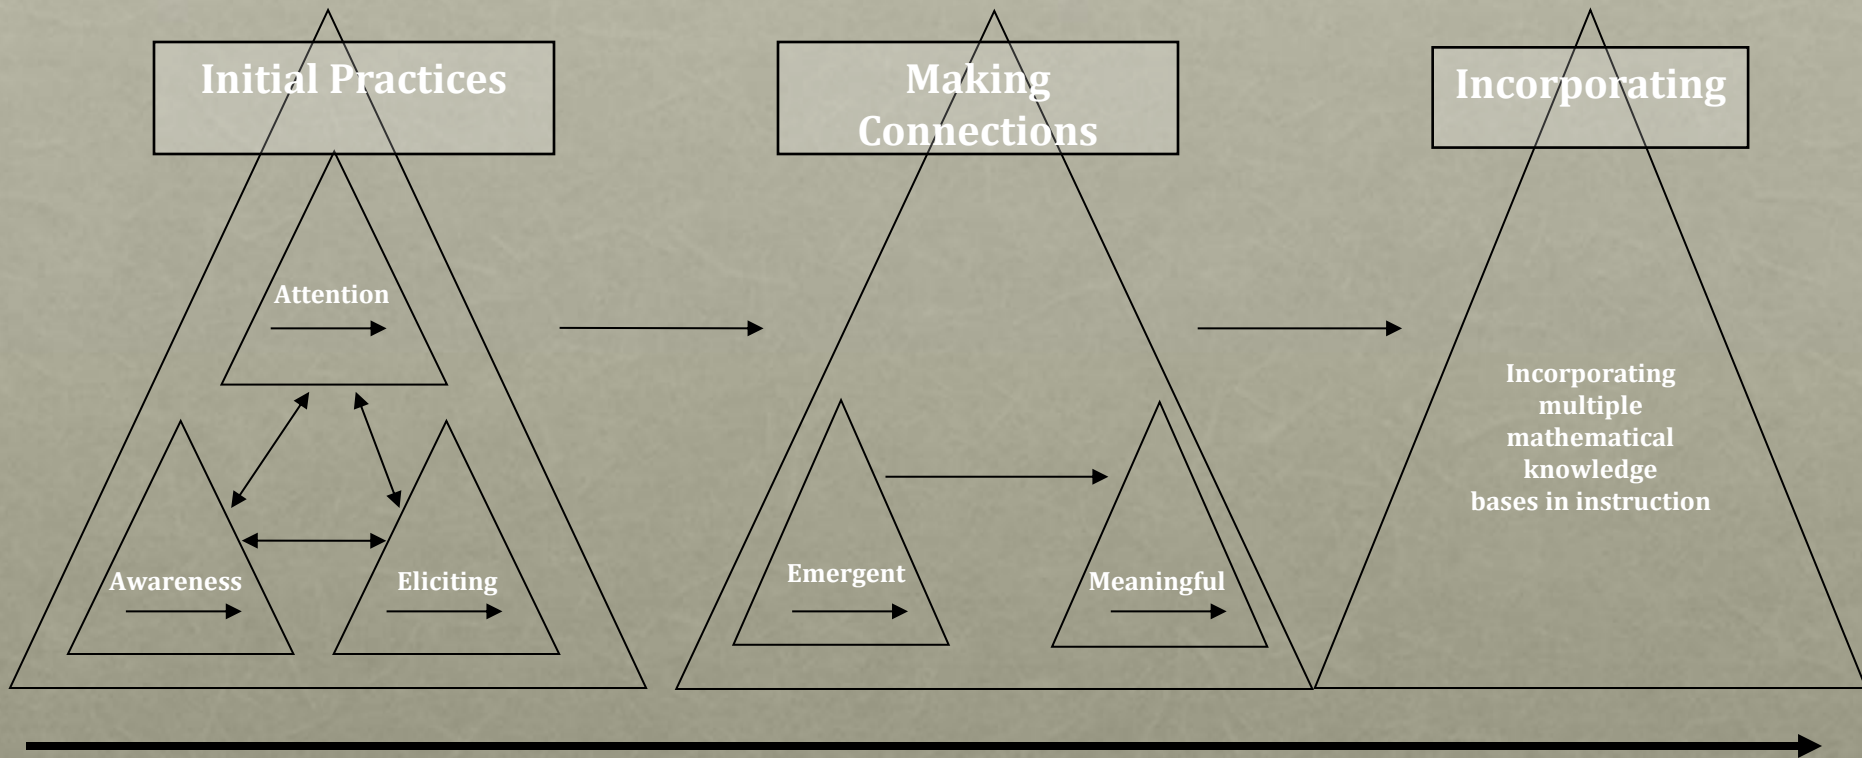 Initial Practices
Making
Connections
Incorporating
Attention
Awareness
Eliciting
Emergent
Meaningful
Incorporating
multiple
mathematical
knowledge
bases in instruction